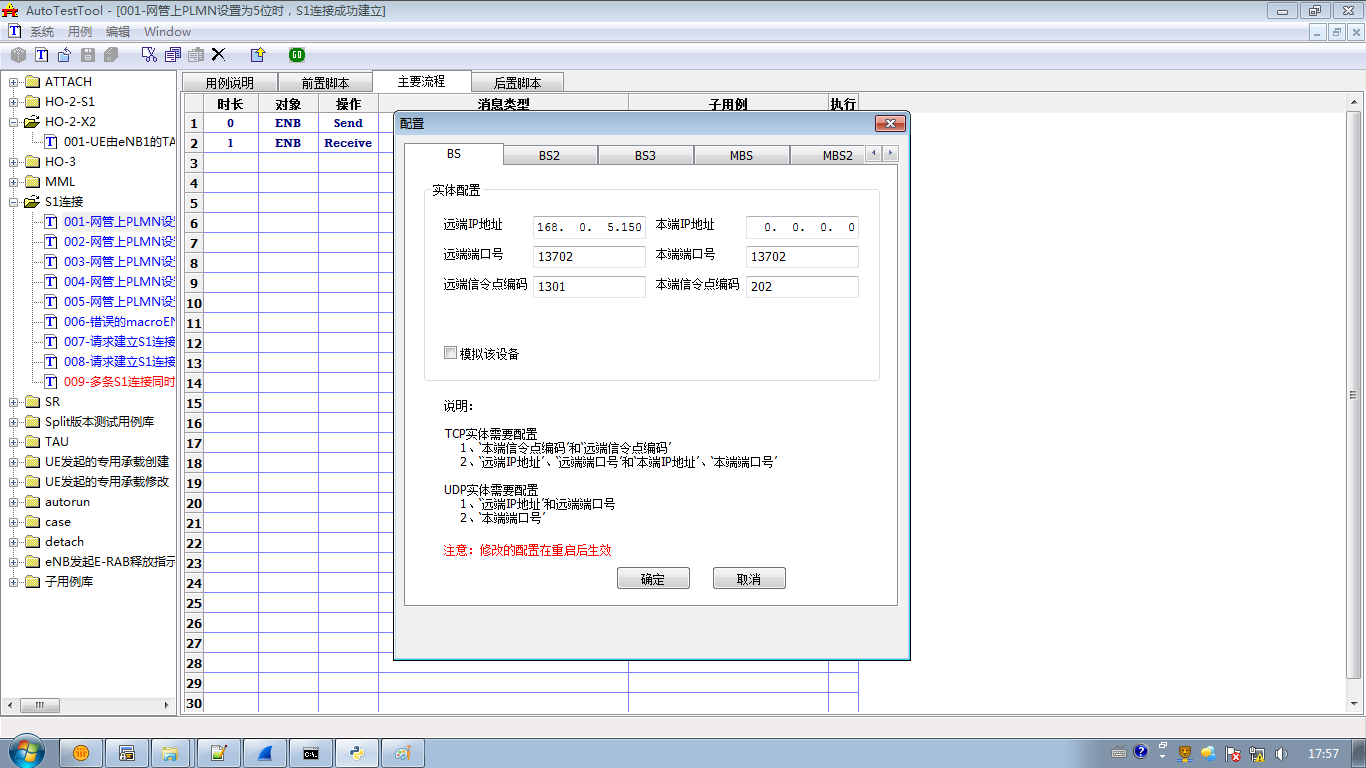 AutoTestTool - [001-网管上PLMN设置为5位时，S1连接成功建立]
系统 用例 编辑 Window
GO
ATTACH
HO-2-S1
HO-2-X2
001-UE由eNB1的TA
HO-3
MML
S1连接
001-网管上PLMN设置
002-网管上PLMN设置
003-网管上PLMN设置
004-网管上PLMN设置
005-网管上PLMN设置
006-错误的macroEN
007-请求建立S1连接
008-请求建立S1连接
009-多条S1连接同时
SR
Split版本测试用例库
TAU
UE发起的专用承载创建
UE发起的专用承载修改
autorun
case
detach
eNB发起E-RAB释放指示
子用例库
用例说明 前置脚本 主要流程 后置脚本
时长 对象 操作 消息类型 子用例 执行
1 0 ENB Send
2 1 ENB Receive
3
4
5
6
7
8
9
10
11
12
13
14
15
16
17
18
19
20
21
22
23
24
25
26
27
28
29
30
配置
BS BS2 BS3 MBS MBS2
实体配置
远端IP地址 168. 0. 5.150 本端IP地址 0. 0. 0. 0
远端端口号 13702 本端端口号 13702
远端信令点编码 1301 本端信令点编码 202
模拟该设备
说明：
TCP实体需要配置
1、‘本端信令点编码’和‘远端信令点编码’
2、‘远端IP地址’、‘远端端口号’和‘本端IP地址’、‘本端端口号’
UDP实体需要配置
1、‘远端IP地址’和远端端口号
2、‘本端端口号’
注意：修改的配置在重启后生效
确定 取消
17:57